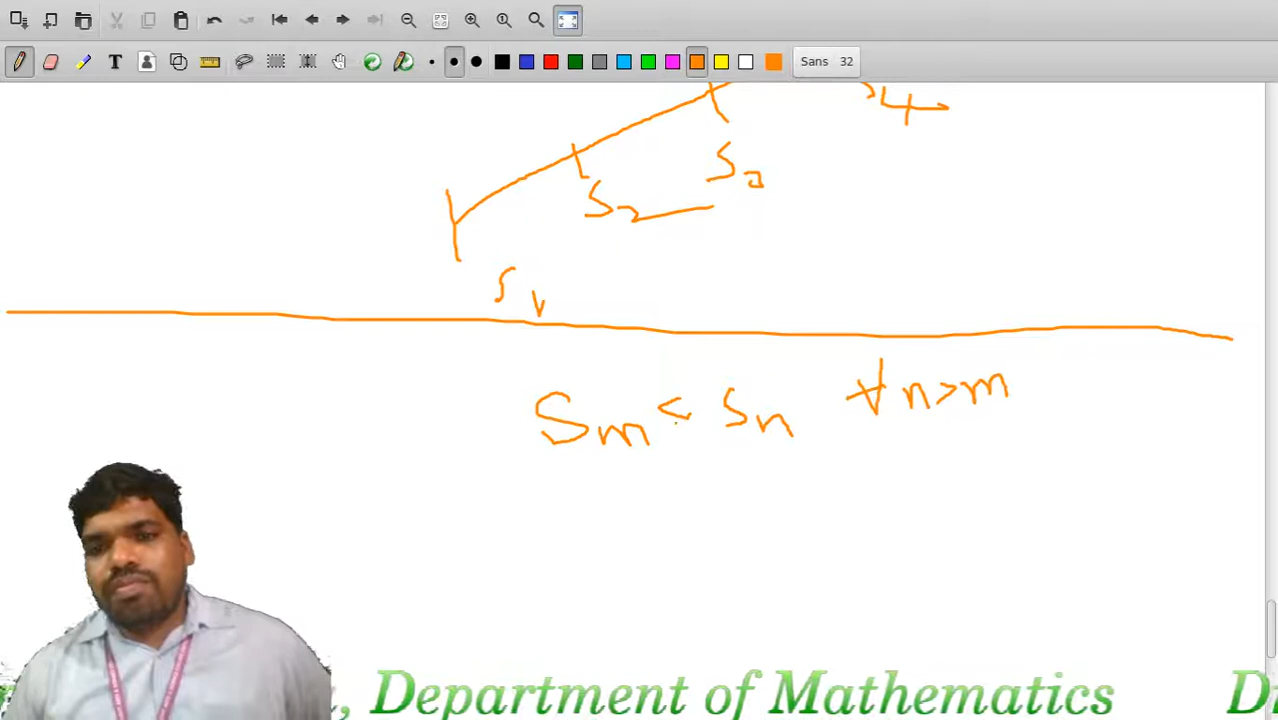 Sans 32
S4
S3
S2
S1
Sm < Sn ∀n>m
, Department of Mathematics D